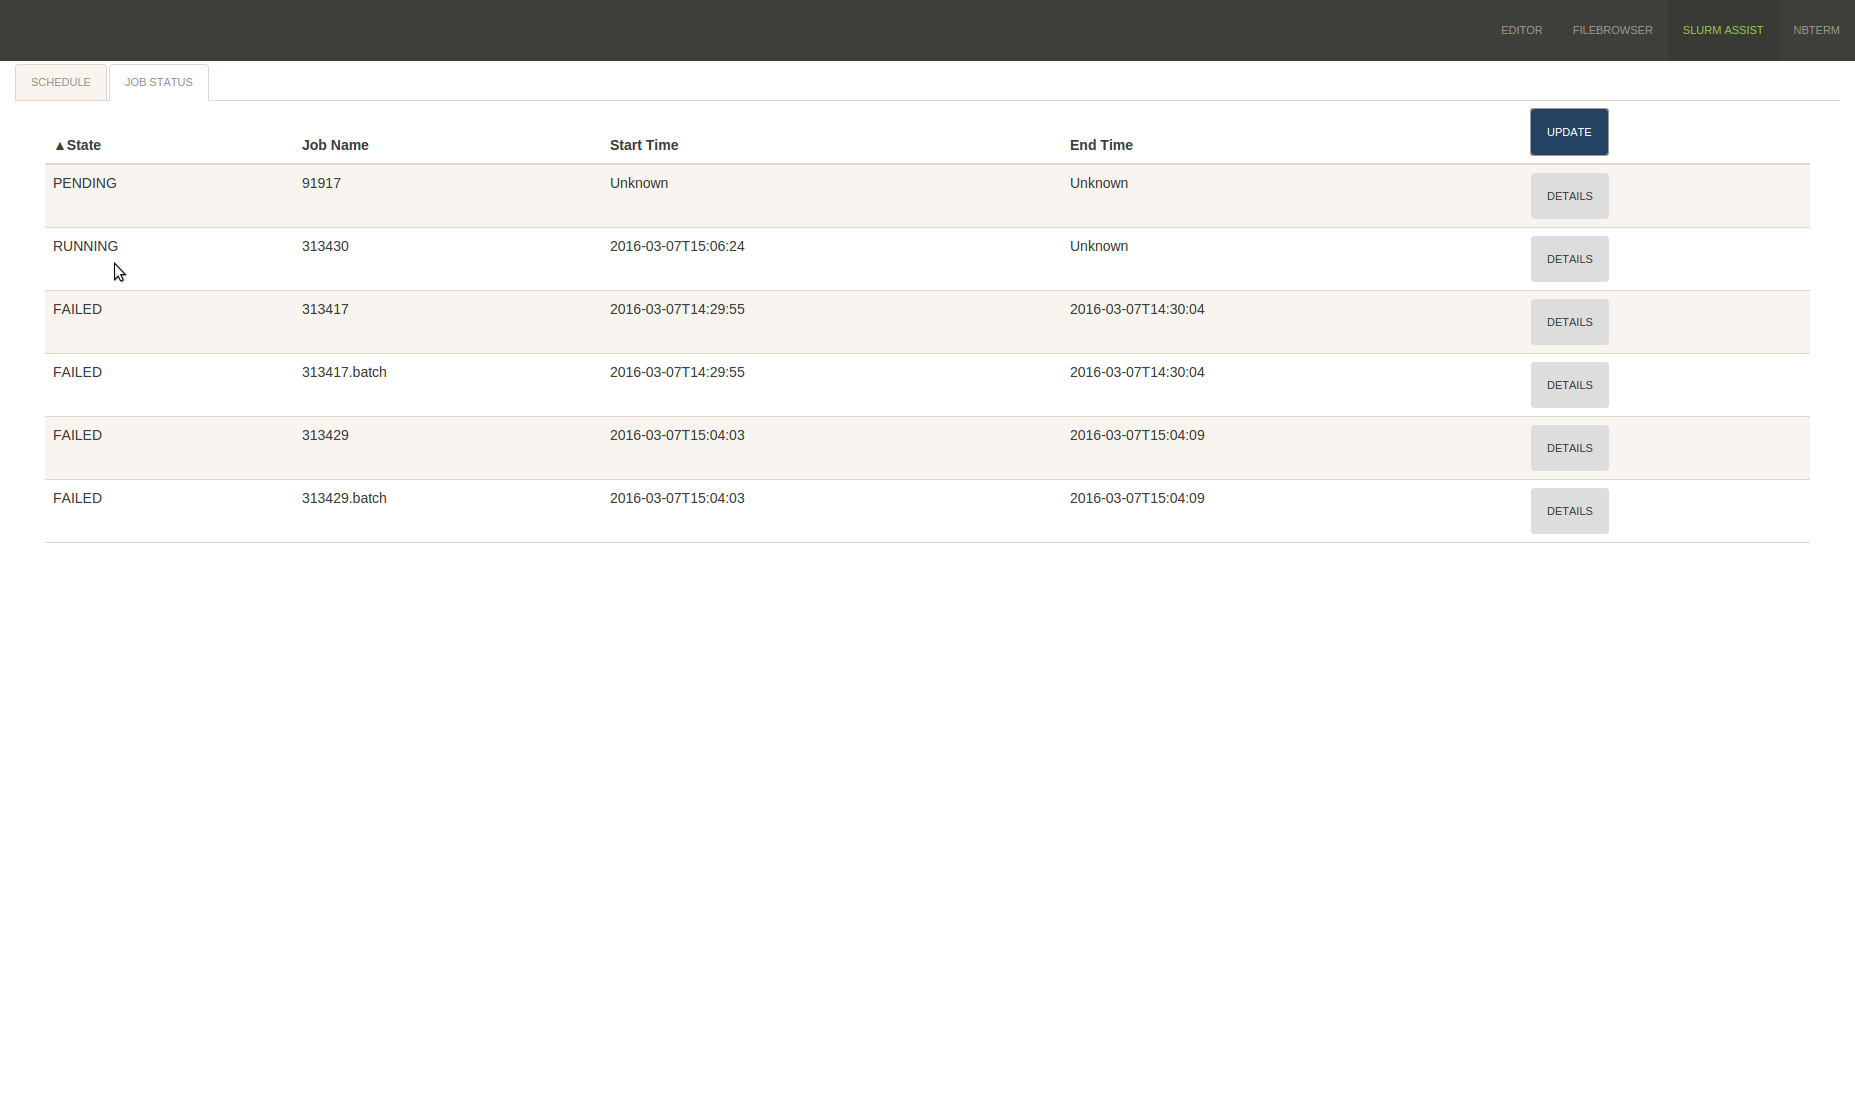 EDITOR FILEBROWSER SLURM ASSIST NBTERM
SCHEDULE JOB STATUS
▲State Job Name Start Time End Time UPDATE
PENDING 91917 Unknown Unknown DETAILS
RUNNING 313430 2016-03-07T15:06:24 Unknown DETAILS
FAILED 313417 2016-03-07T14:29:55 2016-03-07T14:30:04 DETAILS
FAILED 313417.batch 2016-03-07T14:29:55 2016-03-07T14:30:04 DETAILS
FAILED 313429 2016-03-07T15:04:03 2016-03-07T15:04:09 DETAILS
FAILED 313429.batch 2016-03-07T15:04:03 2016-03-07T15:04:09 DETAILS